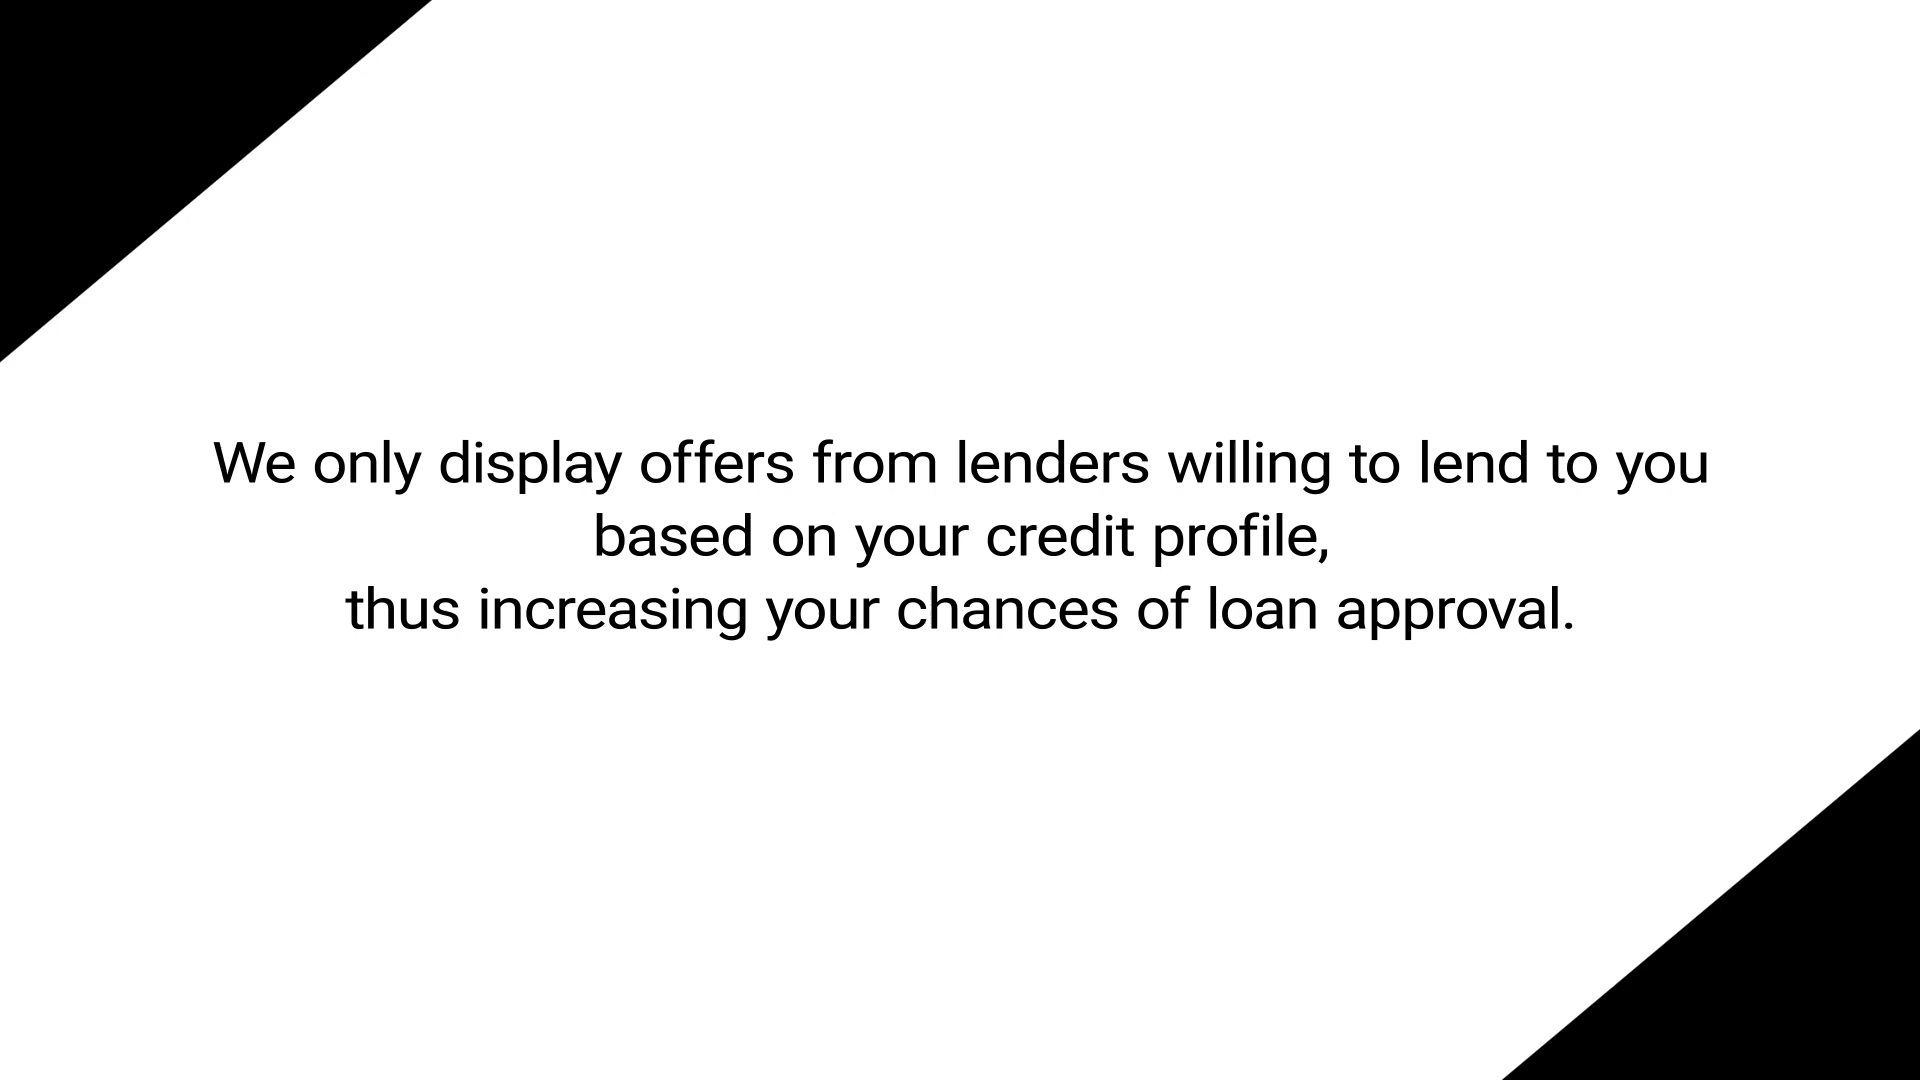 We only display offers from lenders willing to lend to you
based on your credit profile,
thus increasing your chances of loan approval.